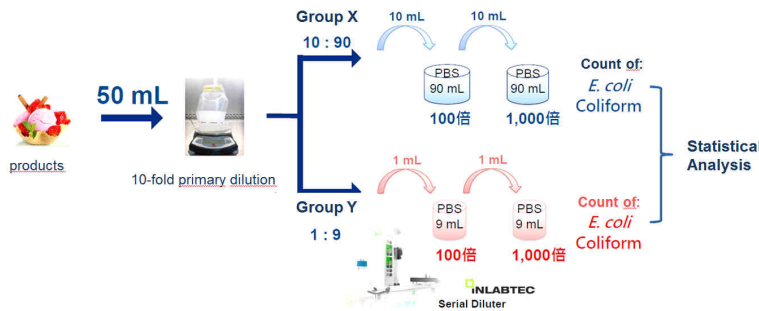 products
50 mL
10-fold primary dilution
Group X
10 : 90
10 mL
10 mL
PBS
90 mL
PBS
90 mL
100倍
1,000倍
Count of:
E. coli
Coliform
Group Y
1 : 9
1 mL
1 mL
PBS
9 mL
PBS
9 mL
100倍
1,000倍
Count of:
E. coli
Coliform
INLABTEC
Serial Diluter
Statistical
Analysis